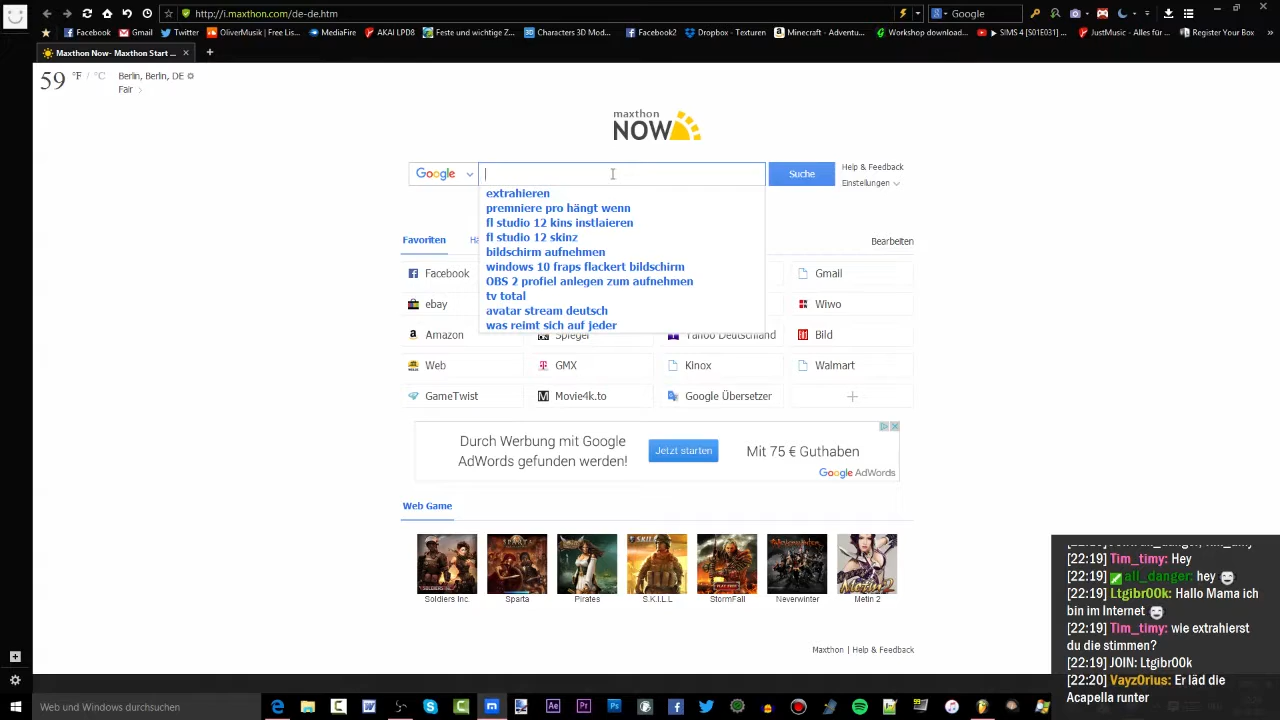 http://i.maxthon.com/de-de.htm
Google
Facebook
Gmail
Twitter
OliverMusic | Free Lis...
MediaFire
AKAI LPD8
Feste und wichtige Z...
Characters 3D Mod...
Facebook2
Dropbox - Texturen
Minecraft - Adventu...
Workshop download...
SIMS 4 [S01E031] ...
JustMusic - Alles für ...
Register Your Box
Maxthon Now- Maxthon Start ...
59 °F / °C
Berlin, Berlin, DE
Fair
maxthon
NOW
Google
Suche
Help & Feedback
Einstellungen
extrahieren
premniere pro hängt wenn
fl studio 12 kins instlaieren
fl studio 12 skinz
bildschirm aufnehmen
windows 10 fraps flackert bildschirm
OBS 2 profiel anlegen zum aufnehmen
tv total
avatar stream deutsch
was reimt sich auf jeder
Favoriten
Bearbeiten
Facebook
Gmail
ebay
Wiwo
Amazon
Spiegel
Yahoo Deutschland
Bild
Web
GMX
Kinox
Walmart
GameTwist
Movie4k.to
Google Übersetzer
Durch Werbung mit Google
AdWords gefunden werden!
Jetzt starten
Mit 75 € Guthaben
Google AdWords
Web Game
Soldiers Inc.
Sparta
Pirates
S.K.I.L.L
StormFall
Neverwinter
Metin 2
Maxthon | Help & Feedback
[22:19] Tim_timy: Hey
[22:19] all_danger: hey
[22:19] Ltgibr00k: Hallo Mama ich
bin im Internet
[22:19] Tim_timy: wie extrahierst
du die stimmen?
[22:19] JOIN: Ltgibr00k
[22:19] VayzOrius: Er läd die
Acapella nunter
Web und Windows durchsuchen